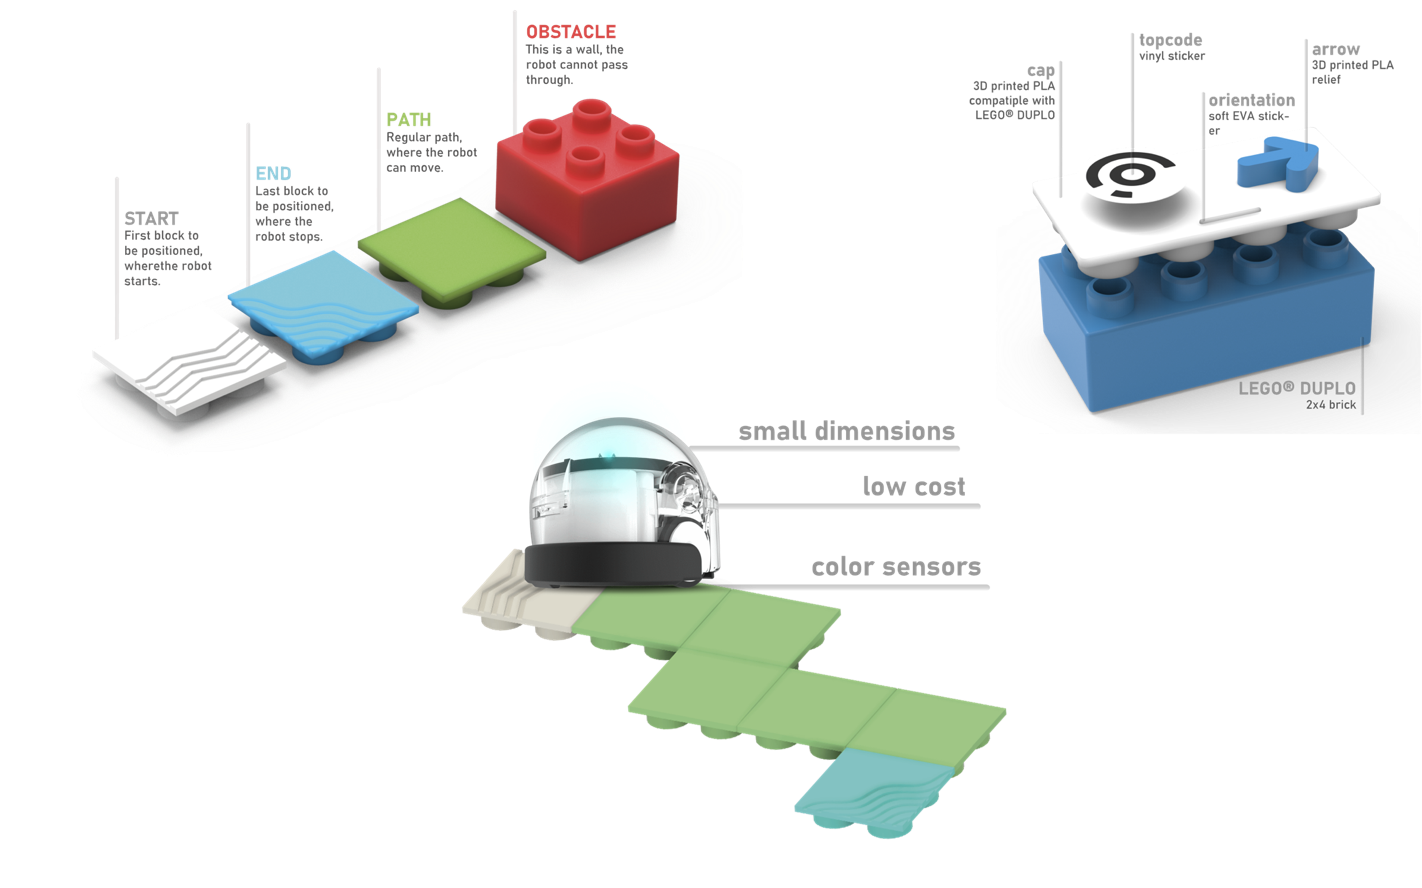 OBSTACLE
This is a wall, the
robot cannot pass
through.
PATH
Regular path,
where the robot
can move.
END
Last block to
be positioned,
where the
robot stops.
START
First block to
be positioned,
wherethe robot
starts.
topcode
vinyl sticker
arrow
3D printed PLA
relief
cap
3D printed PLA
compatible with
LEGO® DUPLO
orientation
soft EVA stick-
er
LEGO® DUPLO
2x4 brick
small dimensions
low cost
color sensors